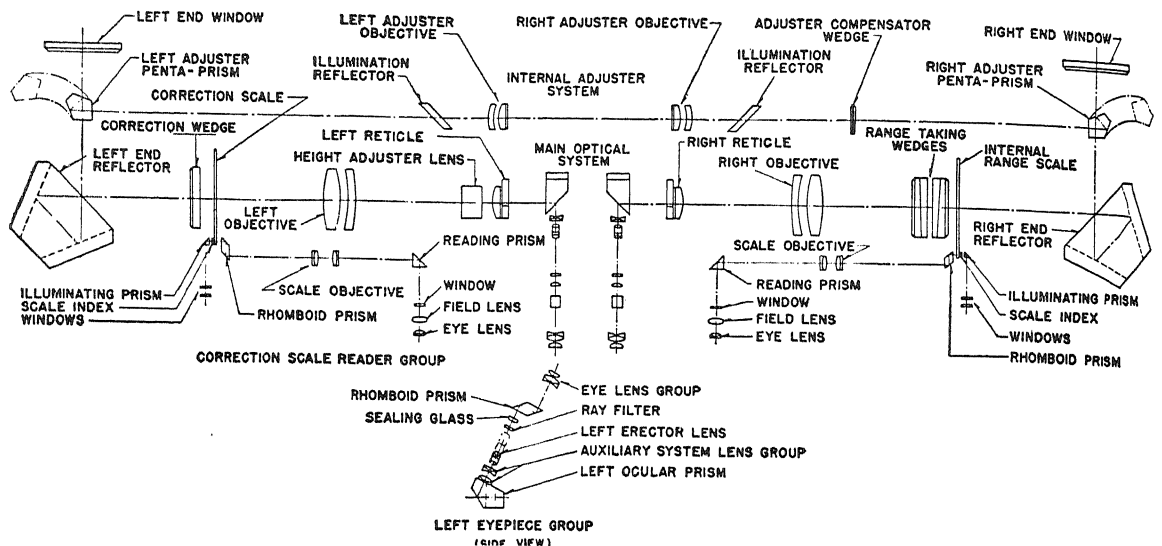 LEFT END WINDOW
LEFT ADJUSTER
PENTA-PRISM
CORRECTION SCALE
CORRECTION WEDGE
LEFT END
REFLECTOR
ILLUMINATION
REFLECTOR
LEFT ADJUSTER
OBJECTIVE
INTERNAL ADJUSTER
SYSTEM
RIGHT ADJUSTER OBJECTIVE
ILLUMINATION
REFLECTOR
ADJUSTER COMPENSATOR
WEDGE
RIGHT END WINDOW
RIGHT ADJUSTER
PENTA-PRISM
LEFT RETICLE
HEIGHT ADJUSTER LENS
MAIN OPTICAL
SYSTEM
RIGHT RETICLE
RIGHT OBJECTIVE
RANGE TAKING
WEDGES
INTERNAL
RANGE SCALE
LEFT
OBJECTIVE
RIGHT END
REFLECTOR
ILLUMINATING PRISM
SCALE INDEX
WINDOWS
RHOMBOID PRISM
SCALE OBJECTIVE
READING PRISM
WINDOW
FIELD LENS
EYE LENS
CORRECTION SCALE READER GROUP
SCALE OBJECTIVE
READING PRISM
WINDOW
FIELD LENS
EYE LENS
ILLUMINATING PRISM
SCALE INDEX
WINDOWS
RHOMBOID PRISM
EYE LENS GROUP
RHOMBOID PRISM
SEALING GLASS
RAY FILTER
LEFT ERECTOR LENS
AUXILIARY SYSTEM LENS GROUP
LEFT OCULAR PRISM
LEFT EYEPIECE GROUP
(SIDE VIEW)